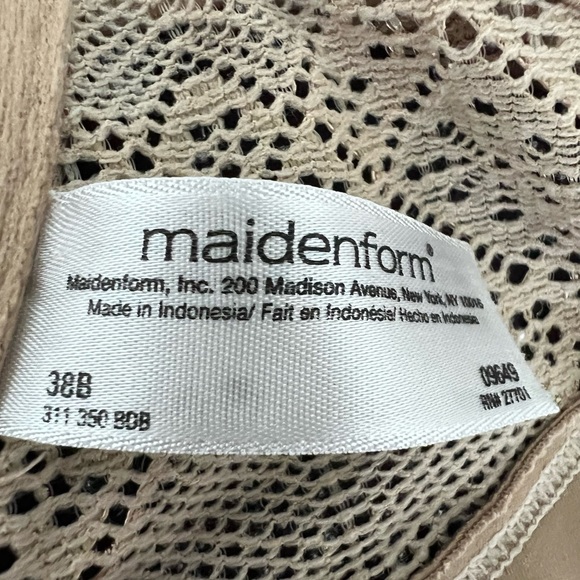 maidenform®
Maidenform, Inc. 200 Madison Avenue, New York, NY 10016
Made in Indonesia/ Fait en Indonésie/ Hecho en Indonesia
38B
311 350 BDB
09649
RN# 27701